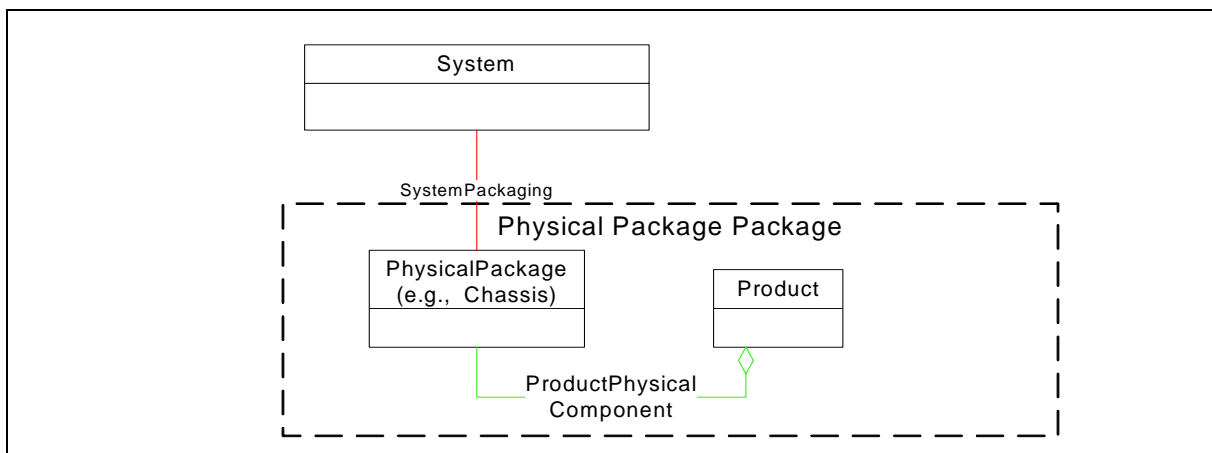 System
SystemPackaging
Physical Package Package
PhysicalPackage
(e.g., Chassis)
Product
ProductPhysical
Component